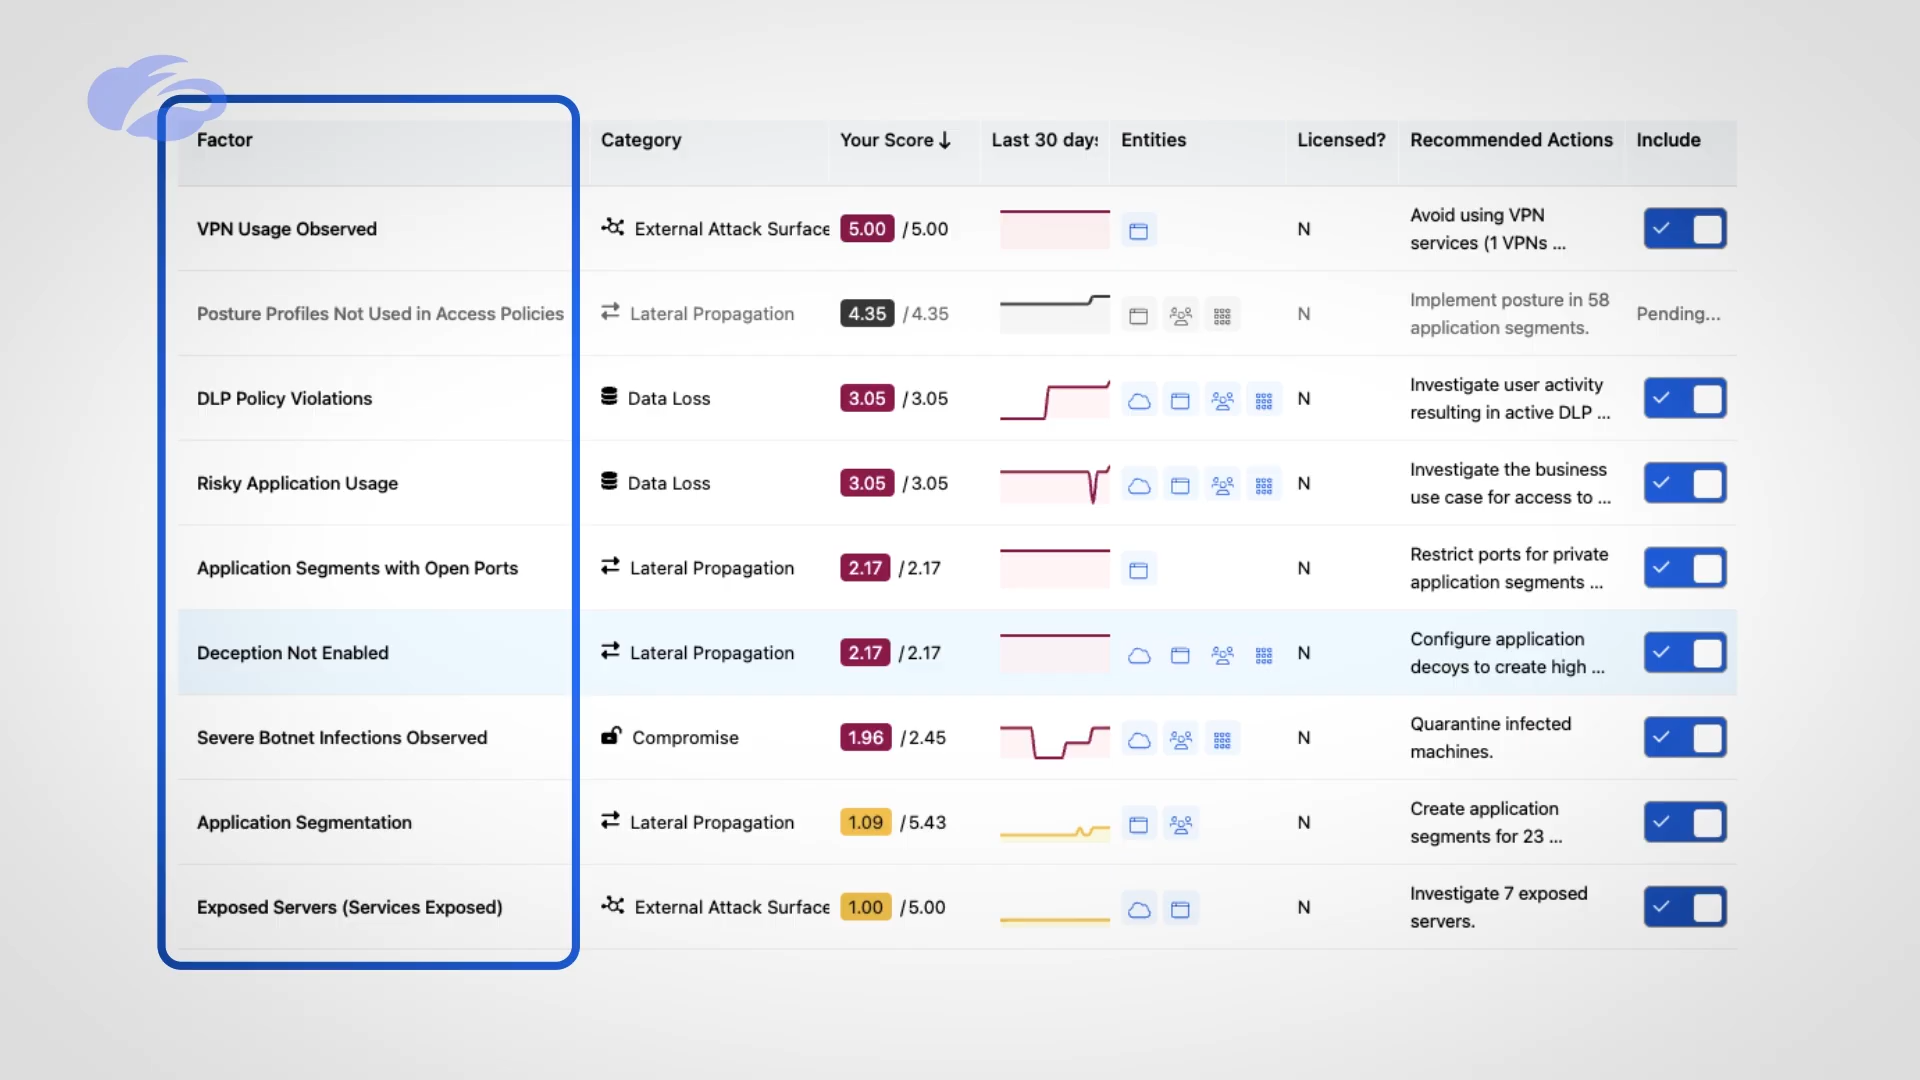 Factor Category Your Score Last 30 days Entities Licensed? Recommended Actions Include
VPN Usage Observed External Attack Surface 5.00 /5.00 N Avoid using VPN
services (1 VPNs ...
Posture Profiles Not Used in Access Policies Lateral Propagation 4.35 /4.35 N Implement posture in 58
application segments. Pending...
DLP Policy Violations Data Loss 3.05 /3.05 N Investigate user activity
resulting in active DLP ...
Risky Application Usage Data Loss 3.05 /3.05 N Investigate the business
use case for access to ...
Application Segments with Open Ports Lateral Propagation 2.17 /2.17 N Restrict ports for private
application segments ...
Deception Not Enabled Lateral Propagation 2.17 /2.17 N Configure application
decoys to create high ...
Severe Botnet Infections Observed Compromise 1.96 /2.45 N Quarantine infected
machines.
Application Segmentation Lateral Propagation 1.09 /5.43 N Create application
segments for 23 ...
Exposed Servers (Services Exposed) External Attack Surface 1.00 /5.00 N Investigate 7 exposed
servers.